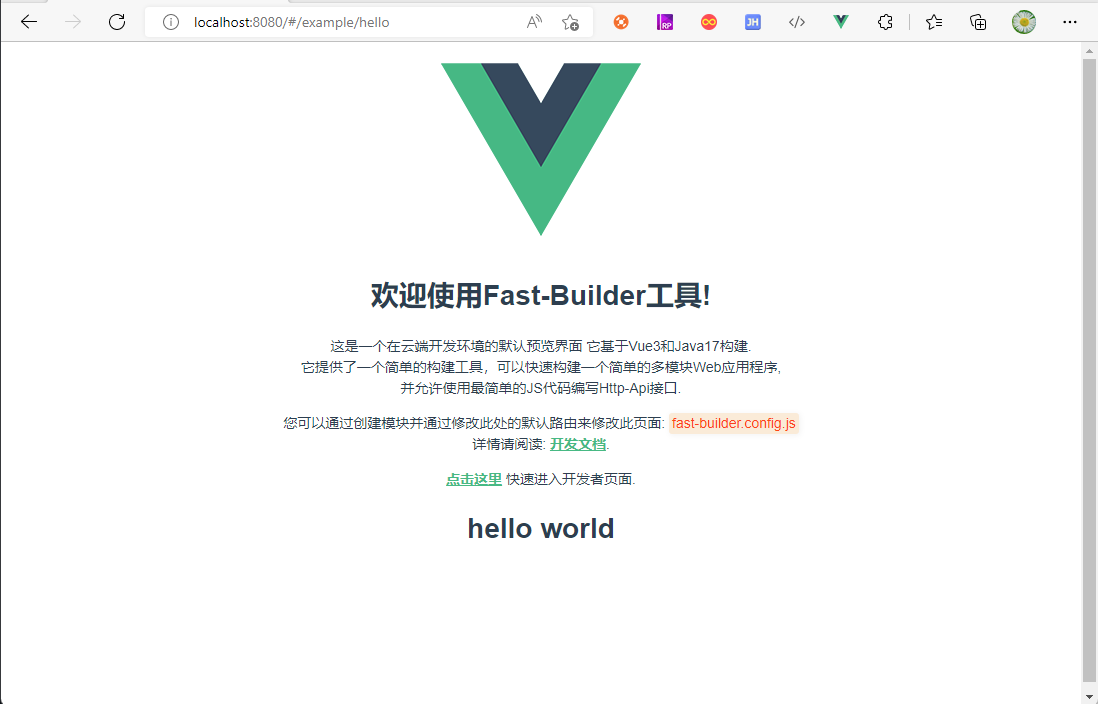 localhost:8080/#/example/hello
A
RP
JH
</>
欢迎使用Fast-Builder工具!
这是一个在云端开发环境的默认预览界面 它基于Vue3和Java17构建.
它提供了一个简单的构建工具，可以快速构建一个简单的多模块Web应用程序,
并允许使用最简单的JS代码编写Http-Api接口.
您可以通过创建模块并通过修改此处的默认路由来修改此页面: fast-builder.config.js
详情请阅读: 开发文档.
点击这里 快速进入开发者页面.
hello world